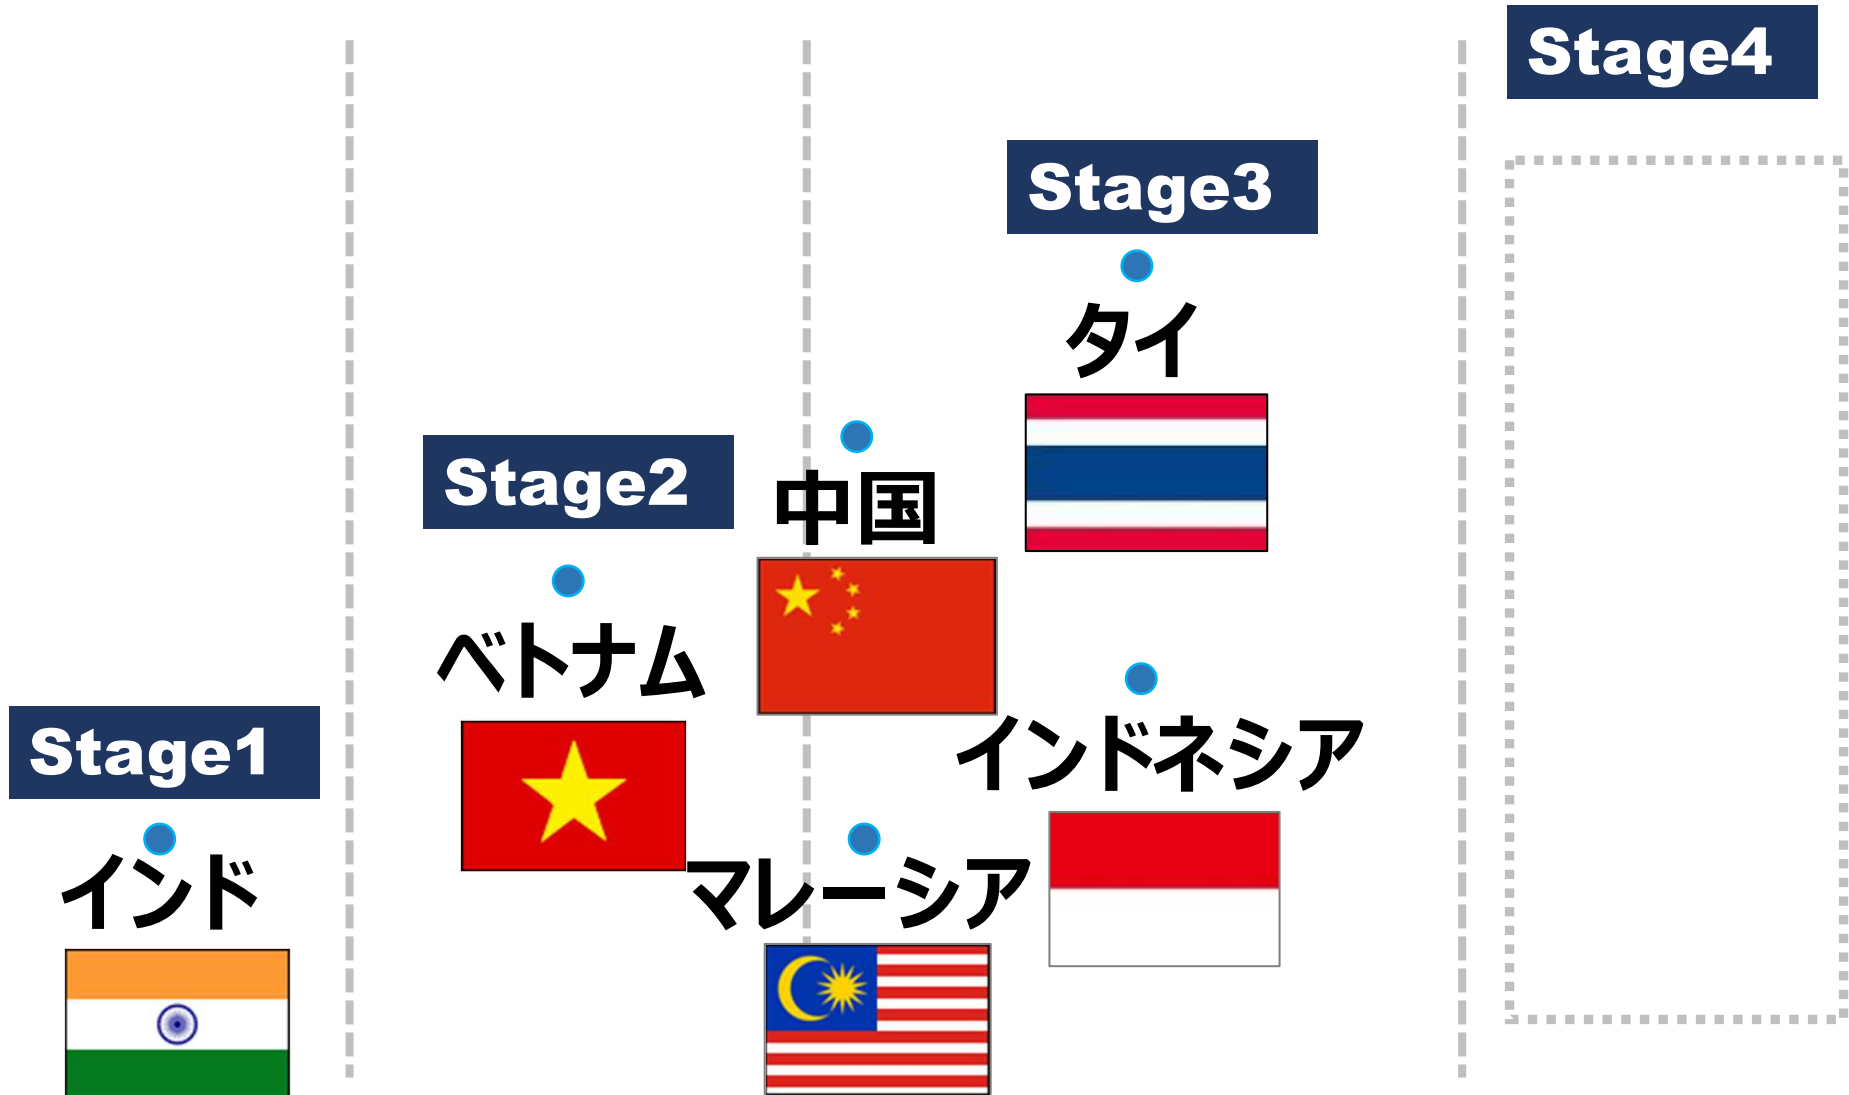 Stage4
Stage3
タイ
Stage2
中国
ベトナム
Stage1
インドネシア
インド
マレーシア